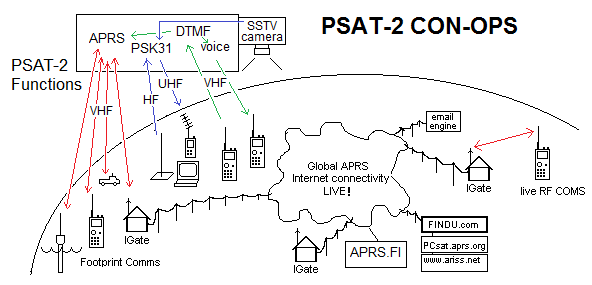 PSAT-2 CON-OPS
SSTV
camera
DTMF
APRS
PSK31
voice
PSAT-2
Functions
UHF
VHF
HF
VHF
email
engine
Global APRS
Internet connectivity
LIVE!
IGate
live RF COMS
IGate
Footprint Comms
IGate
APRS.FI
FINDU.com
PCsat.aprs.org
www.ariss.net